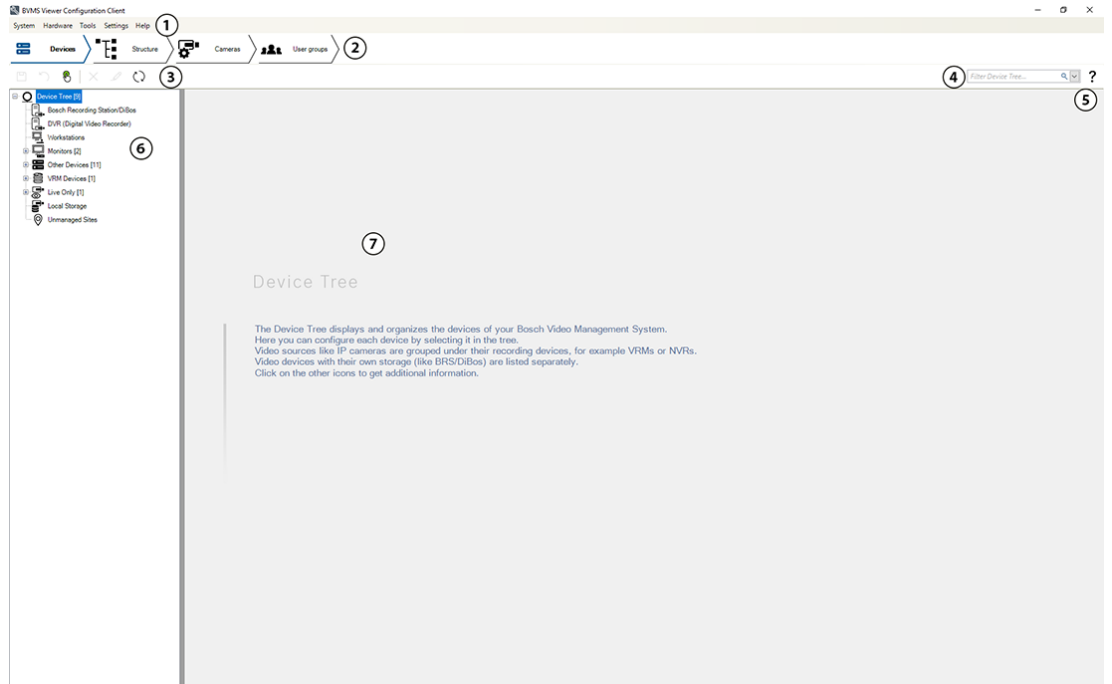 BVMS Viewer Configuration Client
System Hardware Tools Settings Help 1
Devices Structure Cameras User groups 2
3 4 Filter Device Tree... ?
5
Device Tree [9]
Bosch Recording Station/DiBos
DVR (Digital Video Recorder)
Workstations
6
Monitors [2]
Other Devices [11]
VRM Devices [1]
Live Only [1]
Local Storage
Unmanaged Sites
7
Device Tree
The Device Tree displays and organizes the devices of your Bosch Video Management System.
Here you can configure each device by selecting it in the tree.
Video sources like IP cameras are grouped under their recording devices, for example VRMs or NVRs.
Video devices with their own storage (like BRS/DiBos) are listed separately.
Click on the other icons to get additional information.